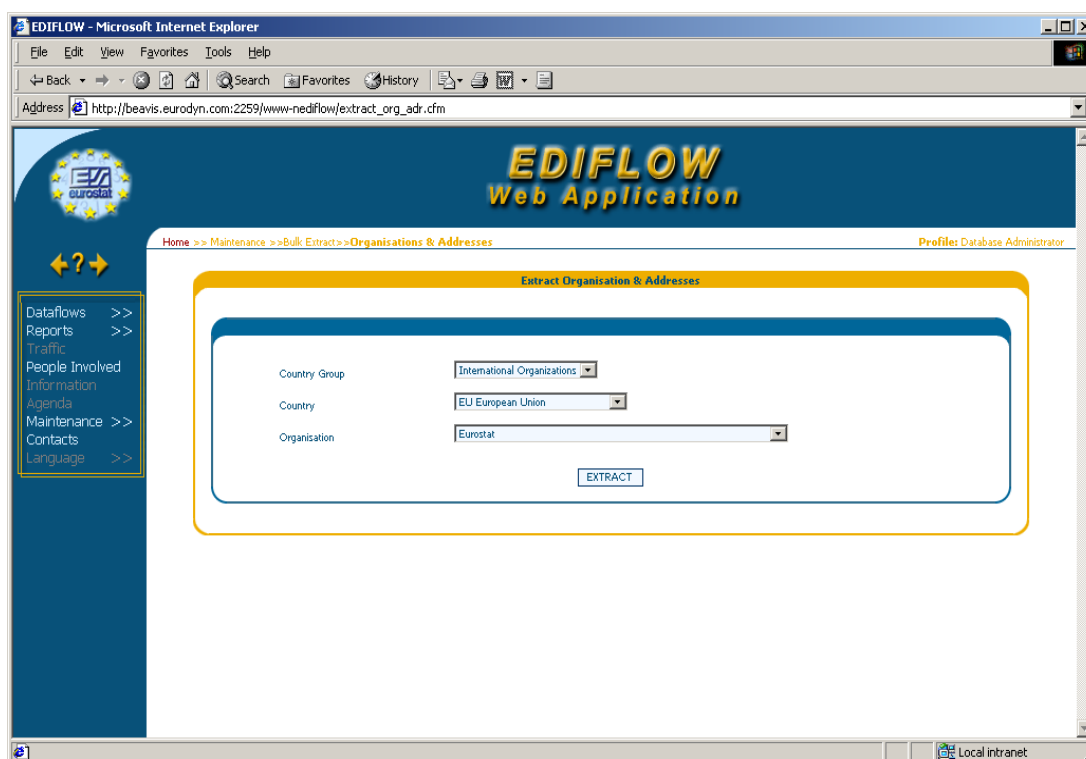 EDIFLOW - Microsoft Internet Explorer
File Edit View Favorites Tools Help
Back Search Favorites History
Address http://beavis.eurodyn.com:2259/www-nediflow/extract_org_adr.cfm
eurostat
EDIFLOW
Web Application
Home >> Maintenance >>Bulk Extract>>Organisations & Addresses Profile: Database Administrator
?
Extract Organisation & Addresses
Dataflows >>
Reports >>
Traffic
People Involved
Information
Agenda
Maintenance >>
Contacts
Language >>
Country Group International Organizations
Country EU European Union
Organisation Eurostat
EXTRACT
Local intranet